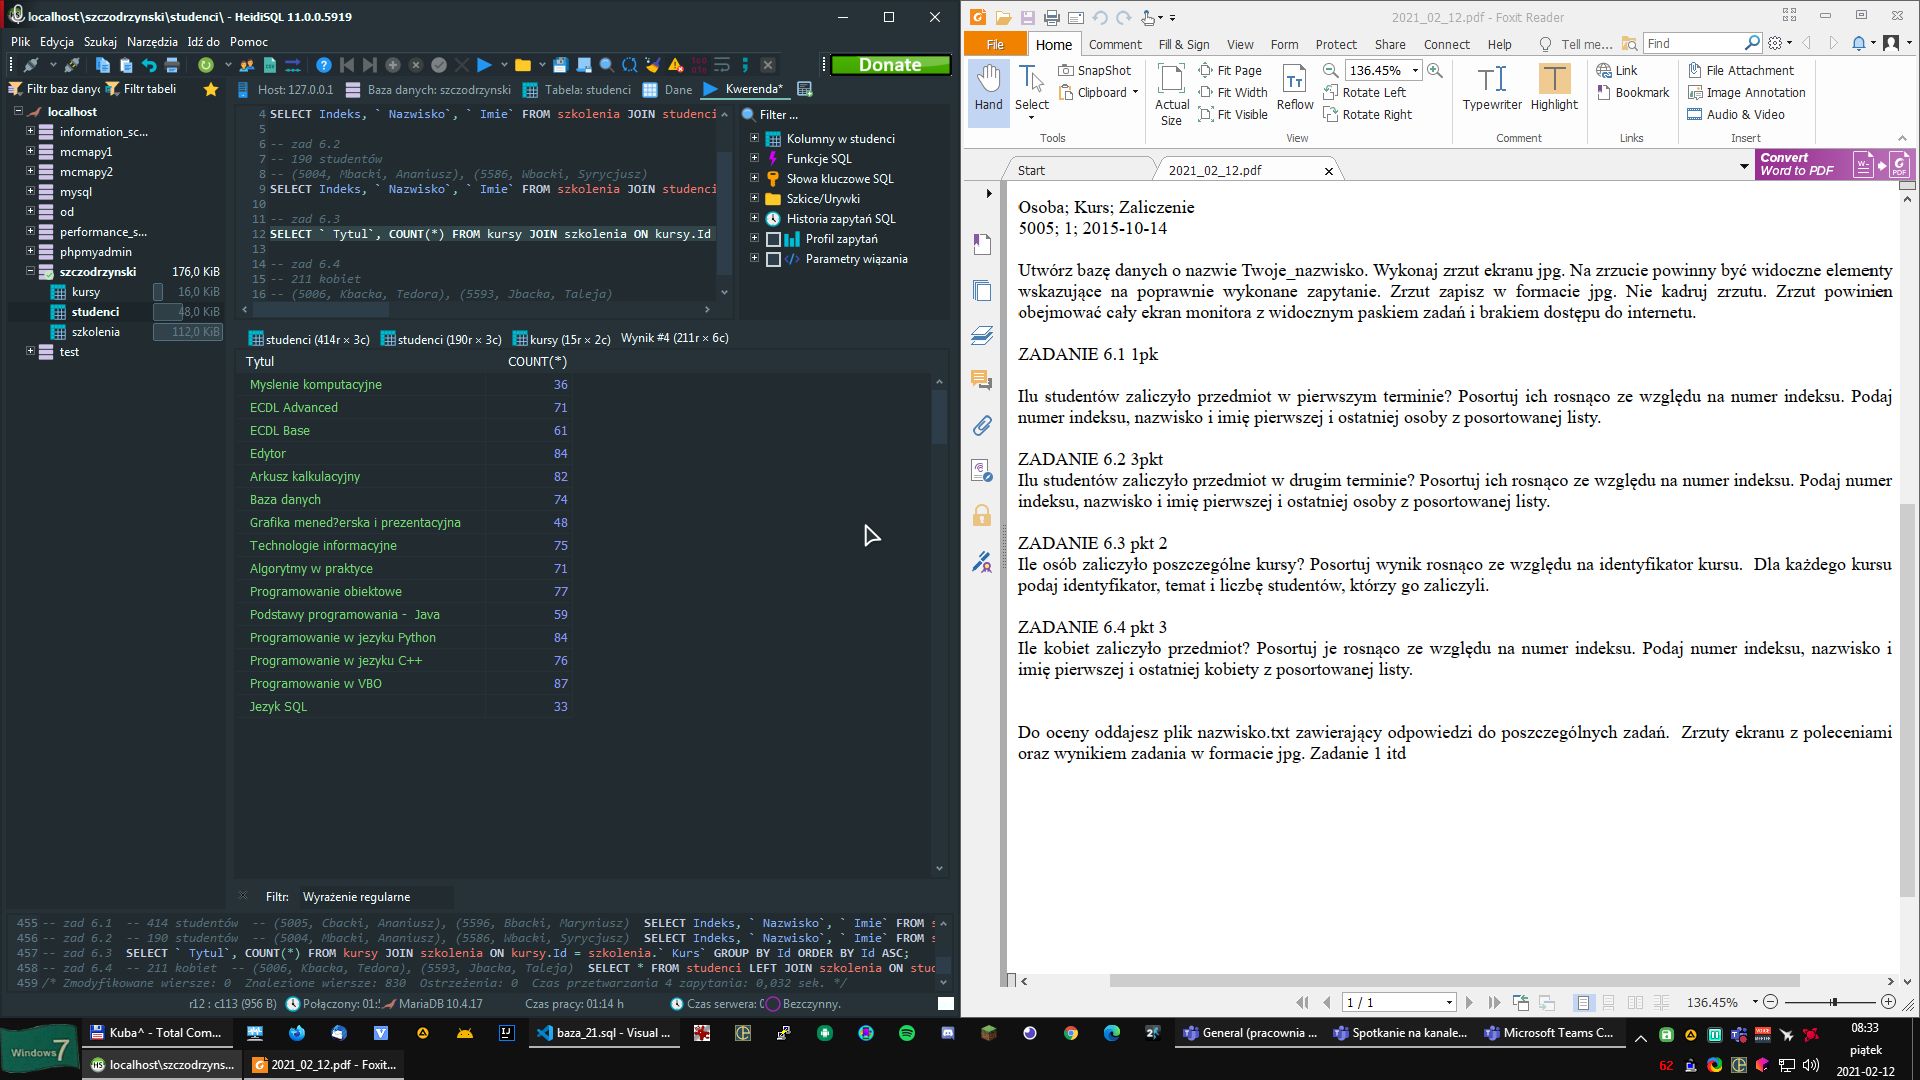 localhost\szczodrzynski\studenci\ - HeidiSQL 11.0.0.5919
Plik Edycja Szukaj Narzędzia Idź do Pomoc
Donate
Filtr baz danyc Filtr tabeli
Host: 127.0.0.1 Baza danych: szczodrzynski Tabela: studenci Dane Kwerenda*
localhost
information_sc...
mcmapy1
mcmapy2
mysql
od
performance_s...
phpmyadmin
szczodrzynski 176,0 KiB
kursy 16,0 KiB
studenci 48,0 KiB
szkolenia 112,0 KiB
test
4 SELECT Indeks, ` Nazwisko`, ` Imie` FROM szkolenia JOIN studenci
5
6 -- zad 6.2
7 -- 190 studentów
8 -- (5004, Mbacki, Ananiusz), (5586, Wbacki, Syrycjusz)
9 SELECT Indeks, ` Nazwisko`, ` Imie` FROM szkolenia JOIN studenci
10
11 -- zad 6.3
12 SELECT ` Tytul`, COUNT(*) FROM kursy JOIN szkolenia ON kursy.Id
13
14 -- zad 6.4
15 -- 211 kobiet
16 -- (5006, Kbacka, Tedora), (5593, Jbacka, Taleja)
Filter ...
Kolumny w studenci
Funkcje SQL
Słowa kluczowe SQL
Szkice/Urywki
Historia zapytań SQL
Profil zapytań
Parametry wiązania
studenci (414r × 3c) studenci (190r × 3c) kursy (15r × 2c) Wynik #4 (211r × 6c)
Tytul COUNT(*)
Myslenie komputacyjne 36
ECDL Advanced 71
ECDL Base 61
Edytor 84
Arkusz kalkulacyjny 82
Baza danych 74
Grafika mened?erska i prezentacyjna 48
Technologie informacyjne 75
Algorytmy w praktyce 71
Programowanie obiektowe 77
Podstawy programowania - Java 59
Programowanie w jezyku Python 84
Programowanie w jezyku C++ 76
Programowanie w VBO 87
Jezyk SQL 33
Filtr: Wyrażenie regularne
455 -- zad 6.1 -- 414 studentów -- (5005, Cbacki, Ananiusz), (5596, Bbacki, Maryniusz) SELECT Indeks, ` Nazwisko`, ` Imie` FROM s
456 -- zad 6.2 -- 190 studentów -- (5004, Mbacki, Ananiusz), (5586, Wbacki, Syrycjusz) SELECT Indeks, ` Nazwisko`, ` Imie` FROM s
457 -- zad 6.3 SELECT ` Tytul`, COUNT(*) FROM kursy JOIN szkolenia ON kursy.Id = szkolenia.` Kurs` GROUP BY Id ORDER BY Id ASC;
458 -- zad 6.4 -- 211 kobiet -- (5006, Kbacka, Tedora), (5593, Jbacka, Taleja) SELECT * FROM studenci LEFT JOIN szkolenia ON stud
459 /* Zmodyfikowane wiersze: 0 Znalezione wiersze: 830 Ostrzeżenia: 0 Czas przetwarzania 4 zapytania: 0,032 sek. */
r12 : c113 (956 B) Połączony: 01: MariaDB 10.4.17 Czas pracy: 01:14 h Czas serwera: 0 Bezczynny.
2021_02_12.pdf - Foxit Reader
File Home Comment Fill & Sign View Form Protect Share Connect Help Tell me... Find
Hand Select SnapShot Clipboard
Tools
Actual Size Fit Page Fit Width Fit Visible Reflow 136.45% Rotate Left Rotate Right
View
Typewriter Highlight
Comment
Link Bookmark
Links
File Attachment Image Annotation Audio & Video
Insert
Start 2021_02_12.pdf
Convert
Word to PDF
Osoba; Kurs; Zaliczenie
5005; 1; 2015-10-14
Utwórz bazę danych o nazwie Twoje_nazwisko. Wykonaj zrzut ekranu jpg. Na zrzucie powinny być widoczne elementy
wskazujące na poprawnie wykonane zapytanie. Zrzut zapisz w formacie jpg. Nie kadruj zrzutu. Zrzut powinien
obejmować cały ekran monitora z widocznym paskiem zadań i brakiem dostępu do internetu.
ZADANIE 6.1 1pk
Ilu studentów zaliczyło przedmiot w pierwszym terminie? Posortuj ich rosnąco ze względu na numer indeksu. Podaj
numer indeksu, nazwisko i imię pierwszej i ostatniej osoby z posortowanej listy.
ZADANIE 6.2 3pkt
Ilu studentów zaliczyło przedmiot w drugim terminie? Posortuj ich rosnąco ze względu na numer indeksu. Podaj numer
indeksu, nazwisko i imię pierwszej i ostatniej osoby z posortowanej listy.
ZADANIE 6.3 pkt 2
Ile osób zaliczyło poszczególne kursy? Posortuj wynik rosnąco ze względu na identyfikator kursu. Dla każdego kursu
podaj identyfikator, temat i liczbę studentów, którzy go zaliczyli.
ZADANIE 6.4 pkt 3
Ile kobiet zaliczyło przedmiot? Posortuj je rosnąco ze względu na numer indeksu. Podaj numer indeksu, nazwisko i
imię pierwszej i ostatniej kobiety z posortowanej listy.
Do oceny oddajesz plik nazwisko.txt zawierający odpowiedzi do poszczególnych zadań. Zrzuty ekranu z poleceniami
oraz wynikiem zadania w formacie jpg. Zadanie 1 itd
1 / 1 136.45%
Windows 7
Kuba^ - Total Com... baza_21.sql - Visual ... General (pracownia ... Spotkanie na kanale... Microsoft Teams C...
localhost\szczodrzyns... 2021_02_12.pdf - Foxit...
62
08:33
piątek
2021-02-12